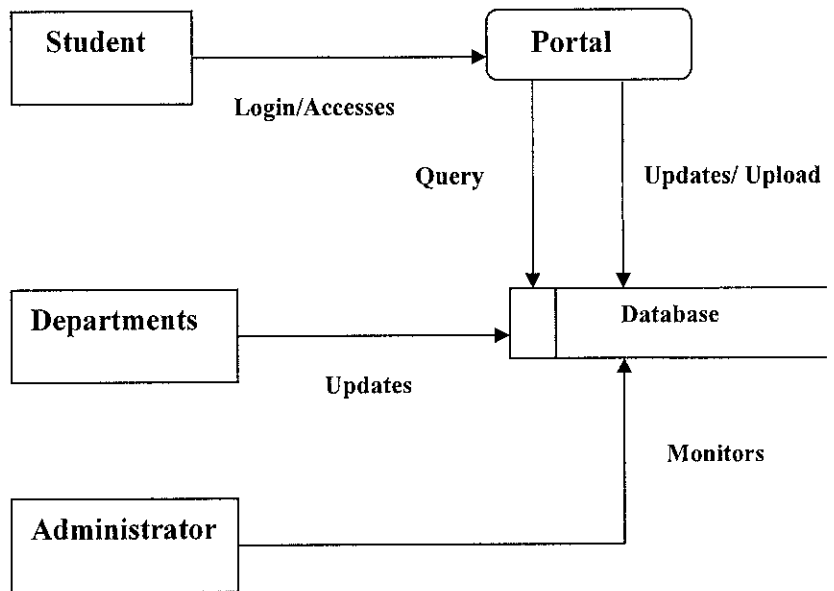 Student
Portal
Login/Accesses
Query
Updates/ Upload
Departments
Database
Updates
Monitors
Administrator